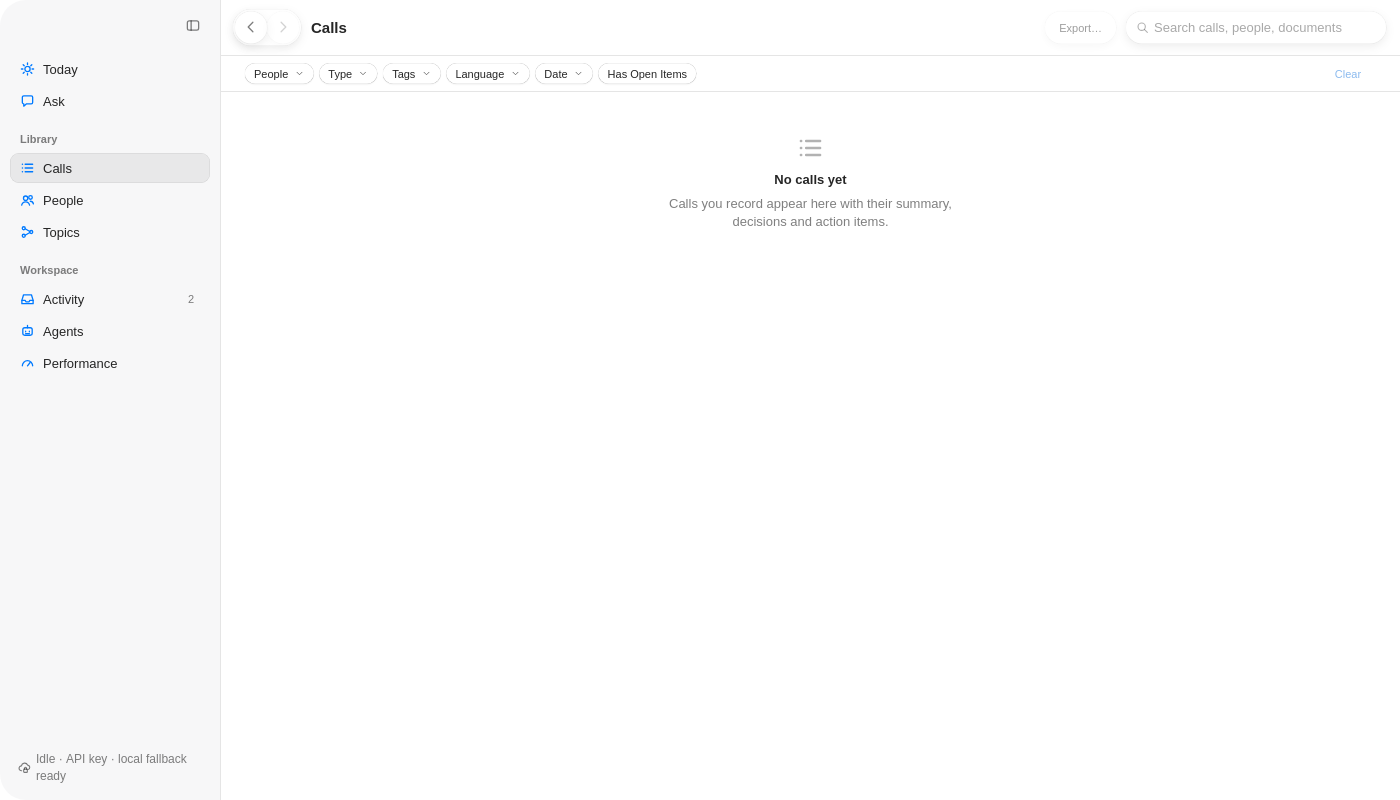 Calls
Export...
Search calls, people, documents
Today
Ask
Library
Calls
People
Topics
Workspace
Activity 2
Agents
Performance
Idle · API key · local fallback
ready
People
Type
Tags
Language
Date
Has Open Items
Clear
No calls yet
Calls you record appear here with their summary,
decisions and action items.